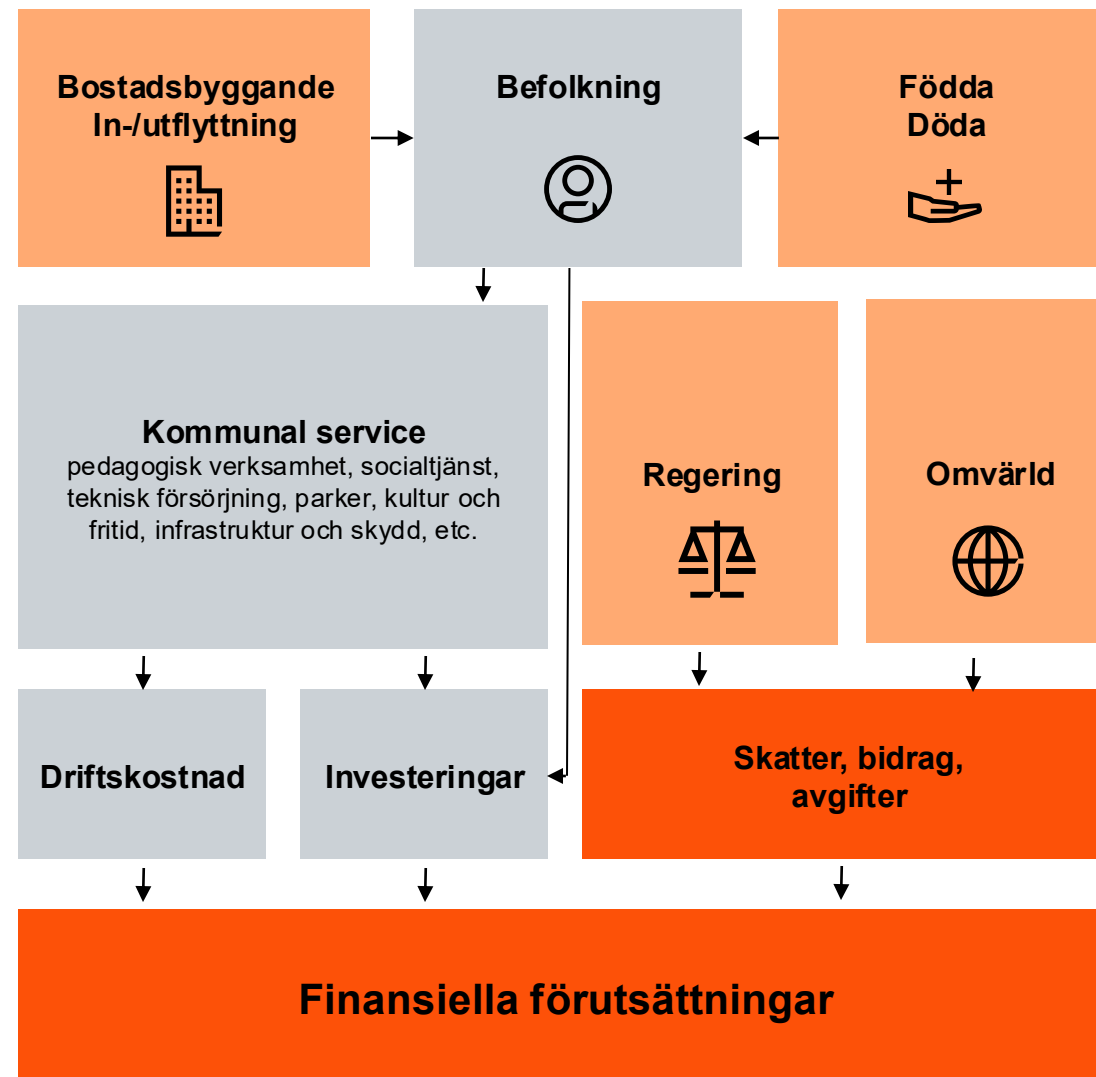 Bostadsbyggande
In-/utflyttning
Befolkning
Födda
Döda
Kommunal service
pedagogisk verksamhet, socialtjänst,
teknisk försörjning, parker, kultur och
fritid, infrastruktur och skydd, etc.
Regering
Omvärld
Driftskostnad
Investeringar
Skatter, bidrag,
avgifter
Finansiella förutsättningar